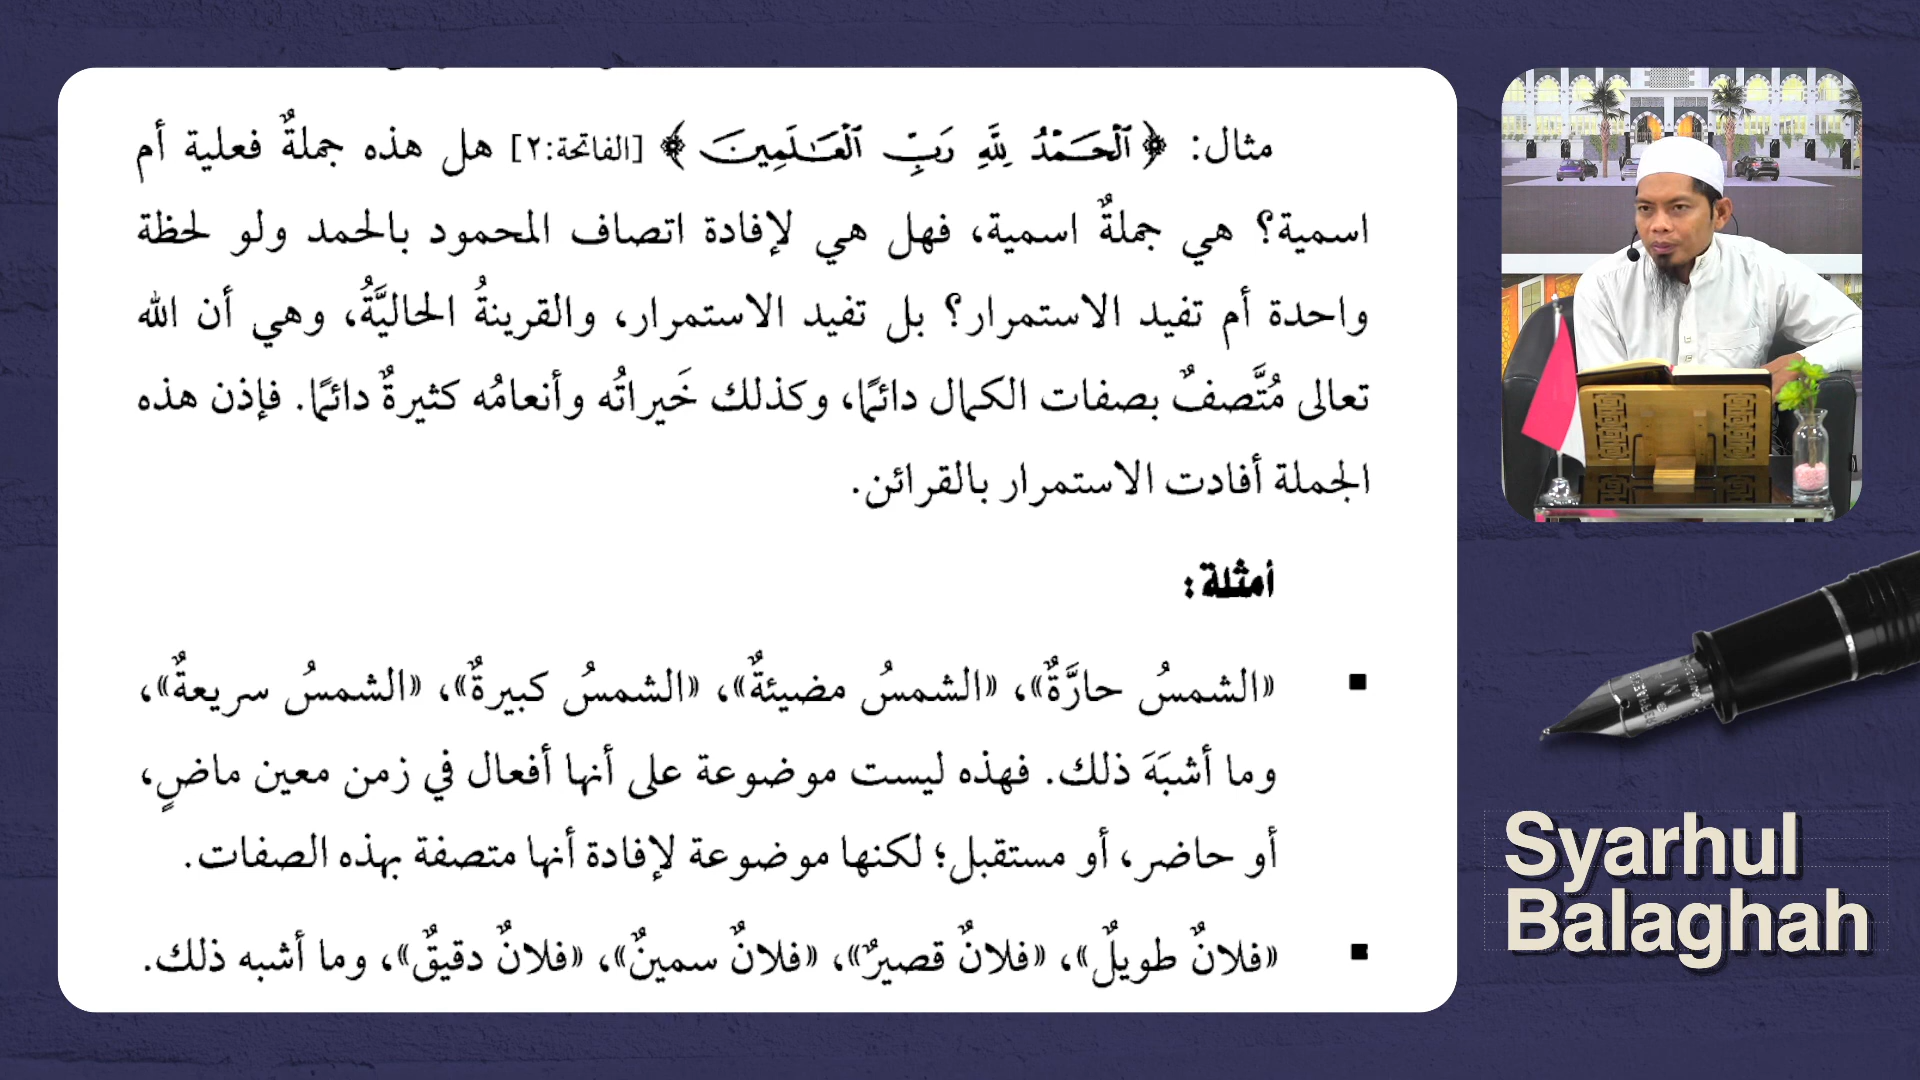 مثال: ﴿ٱلْحَـمْدُ لِلَّهِ رَبِّ ٱلْعَـٰلَمِينَ﴾ [الفاتحة:٢] هل هذه جملةٌ فعلية أم
اسمية؟ هي جملةٌ اسمية، فهل هي لإفادة اتصاف المحمود بالحمد ولو لحظة
واحدة أم تفيد الاستمرار؟ بل تفيد الاستمرار، والقرينةُ الحاليَّةُ، وهي أن الله
تعالى مُتَّصفٌ بصفات الكمال دائمًا، وكذلك خَيراتُه وأنعامُه كثيرةٌ دائمًا. فإذن هذه
الجملة أفادت الاستمرار بالقرائن.
أمثلة:
▪ «الشمسُ حارَّةٌ»، «الشمسُ مضيئةٌ»، «الشمسُ كبيرةٌ»، «الشمسُ سريعةٌ»،
وما أشبَهَ ذلك. فهذه ليست موضوعة على أنها أفعال في زمن معين ماضٍ،
أو حاضر، أو مستقبل؛ لكنها موضوعة لإفادة أنها متصفة بهذه الصفات.
▪ «فلانٌ طويلٌ»، «فلانٌ قصيرٌ»، «فلانٌ سمينٌ»، «فلانٌ دقيقٌ»، وما أشبه ذلك.
Syarhul
Balaghah